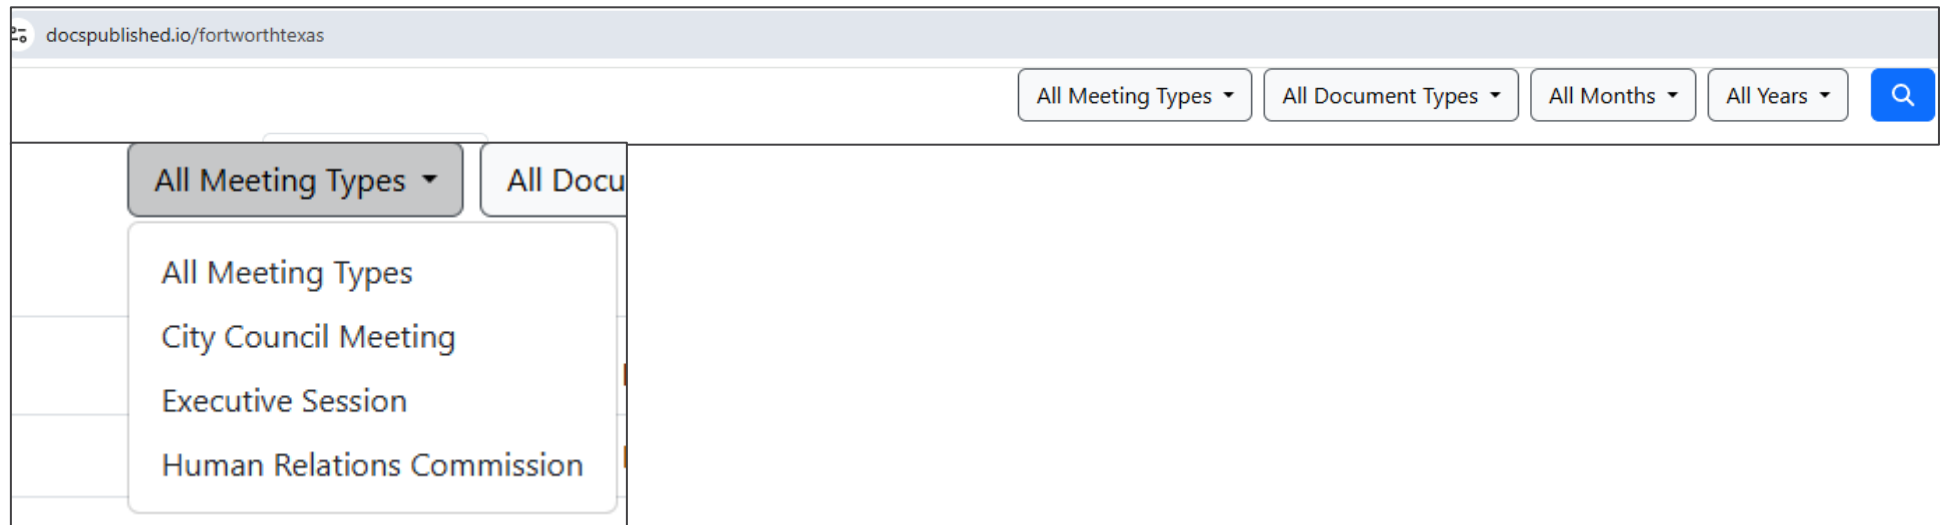 docspublished.io/fortworthtexas
All Meeting Types All Document Types All Months All Years
All Meeting Types All Docu
All Meeting Types
City Council Meeting
Executive Session
Human Relations Commission